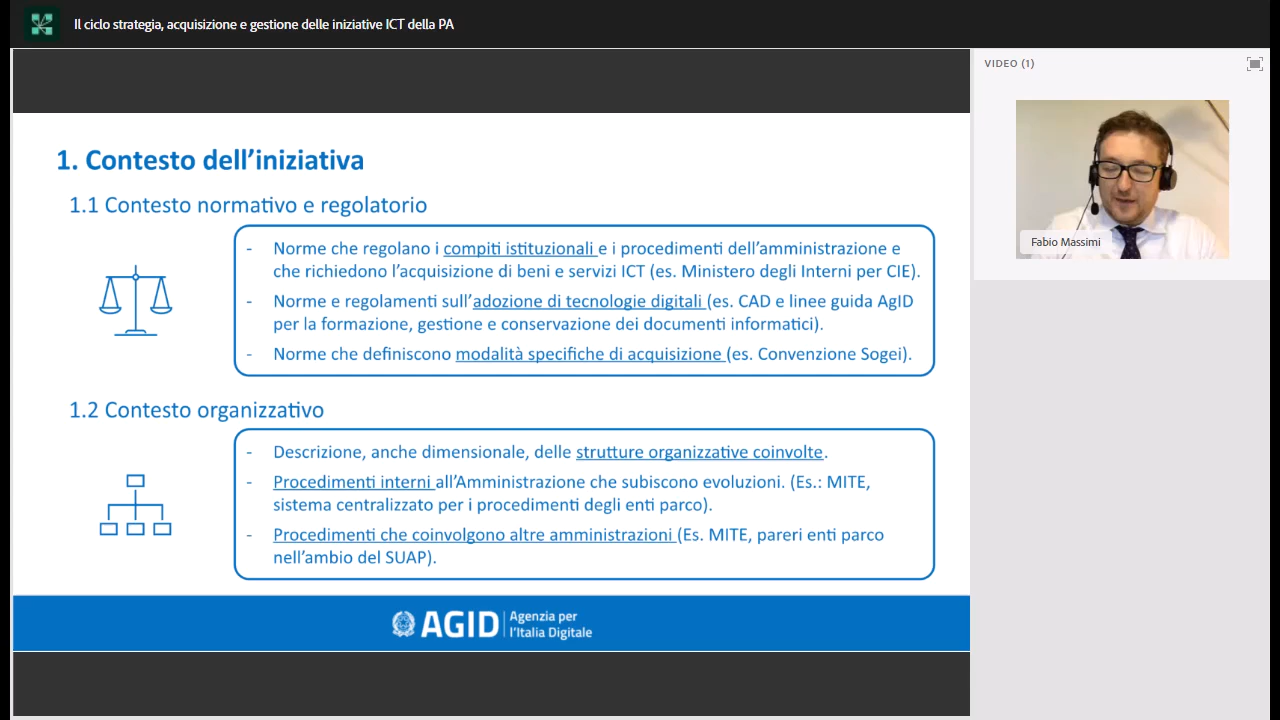 Il ciclo strategia, acquisizione e gestione delle iniziative ICT della PA
VIDEO (1)
Fabio Massimi
1. Contesto dell'iniziativa
1.1 Contesto normativo e regolatorio
- Norme che regolano i compiti istituzionali e i procedimenti dell'amministrazione e
che richiedono l'acquisizione di beni e servizi ICT (es. Ministero degli Interni per CIE).
- Norme e regolamenti sull'adozione di tecnologie digitali (es. CAD e linee guida AgID
per la formazione, gestione e conservazione dei documenti informatici).
- Norme che definiscono modalità specifiche di acquisizione (es. Convenzione Sogei).
1.2 Contesto organizzativo
- Descrizione, anche dimensionale, delle strutture organizzative coinvolte.
- Procedimenti interni all'Amministrazione che subiscono evoluzioni. (Es.: MITE,
sistema centralizzato per i procedimenti degli enti parco).
- Procedimenti che coinvolgono altre amministrazioni (Es. MITE, pareri enti parco
nell'ambio del SUAP).
AGID
Agenzia per
l'Italia Digitale